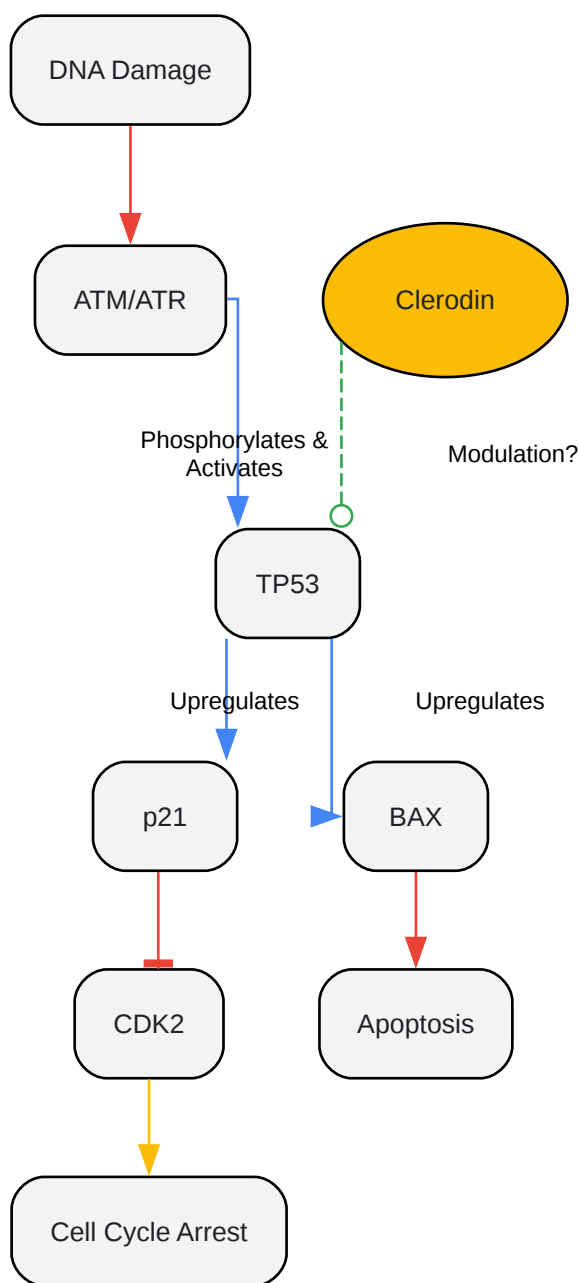 DNA Damage
ATM/ATR
Clerodin
Phosphorylates &
Activates
Modulation?
TP53
Upregulates
Upregulates
p21
BAX
CDK2
Apoptosis
Cell Cycle Arrest